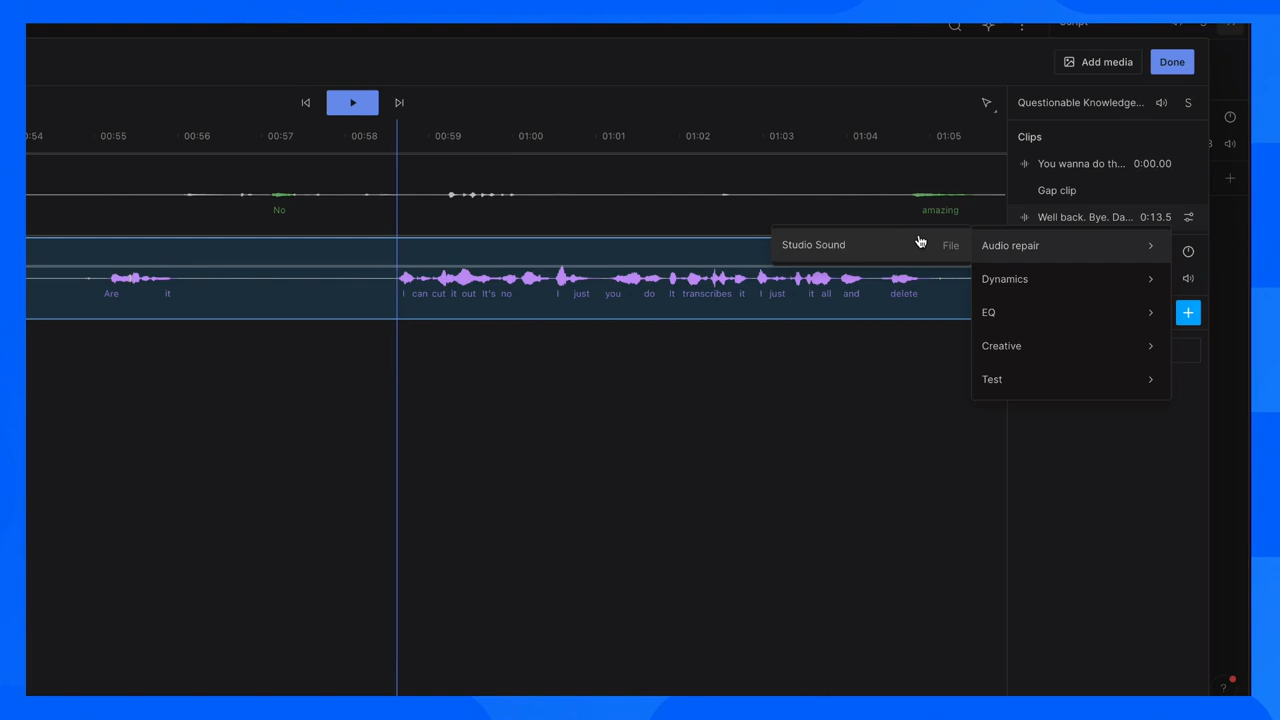 Script
Add media
Done
Questionable Knowledge...
S
:54
00:55
00:56
00:57
00:58
00:59
01:00
01:01
01:02
01:03
01:04
01:05
Clips
You wanna do th...
0:00.00
Gap clip
No
amazing
Well back. Bye. Da...
0:13.5
Studio Sound
File
Audio repair
Dynamics
EQ
Creative
Test
Are it I can cut it out It's no I just you do It transcribes it I just it all and delete
?